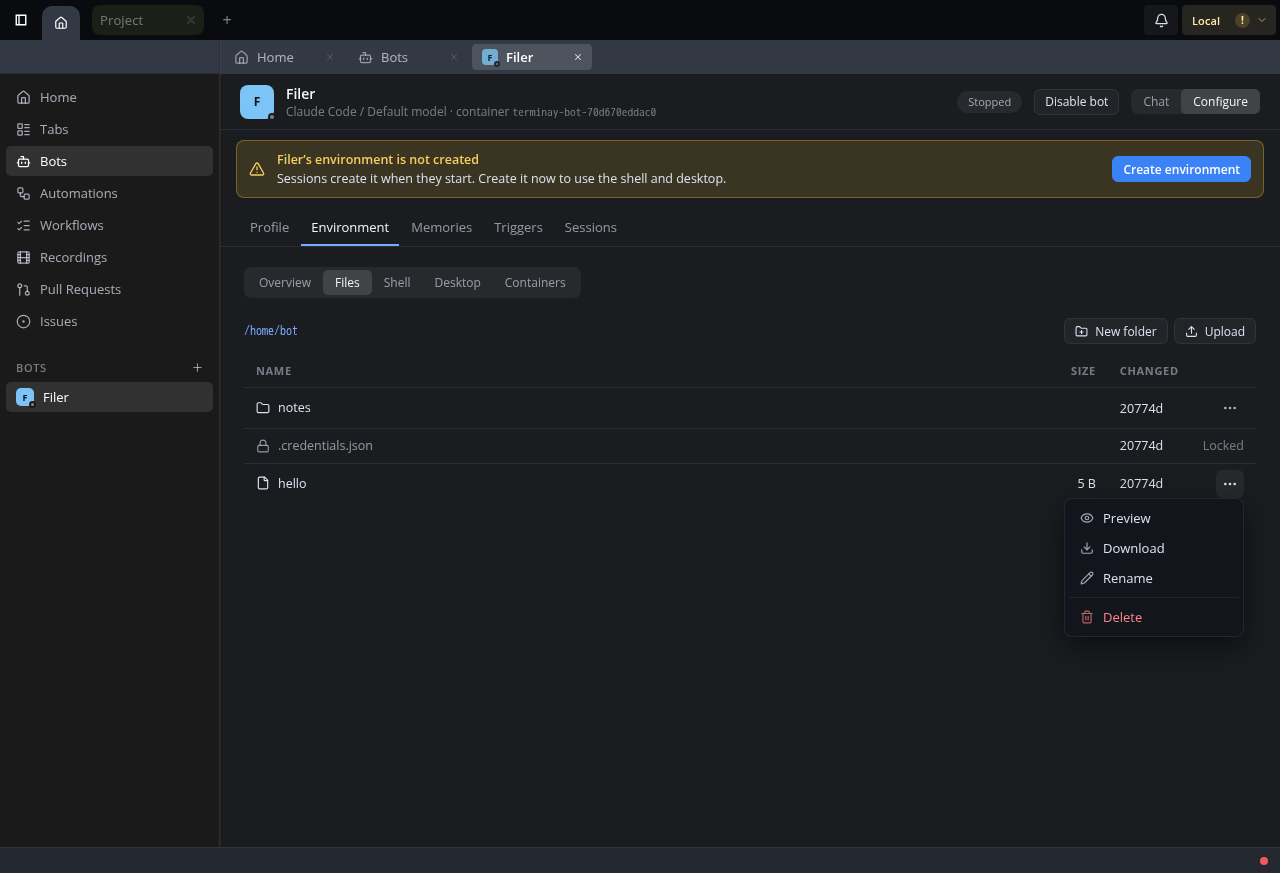 Project
+
Local !
Home
Bots
F Filer
Home
Tabs
Bots
Automations
Workflows
Recordings
Pull Requests
Issues
BOTS +
F Filer
F
Filer
Claude Code / Default model · container terminay-bot-70d670eddac0
Stopped
Disable bot
Chat
Configure
Filer’s environment is not created
Sessions create it when they start. Create it now to use the shell and desktop.
Create environment
Profile
Environment
Memories
Triggers
Sessions
Overview
Files
Shell
Desktop
Containers
/home/bot
New folder
Upload
NAME SIZE CHANGED
notes 20774d
.credentials.json 20774d Locked
hello 5 B 20774d
Preview
Download
Rename
Delete